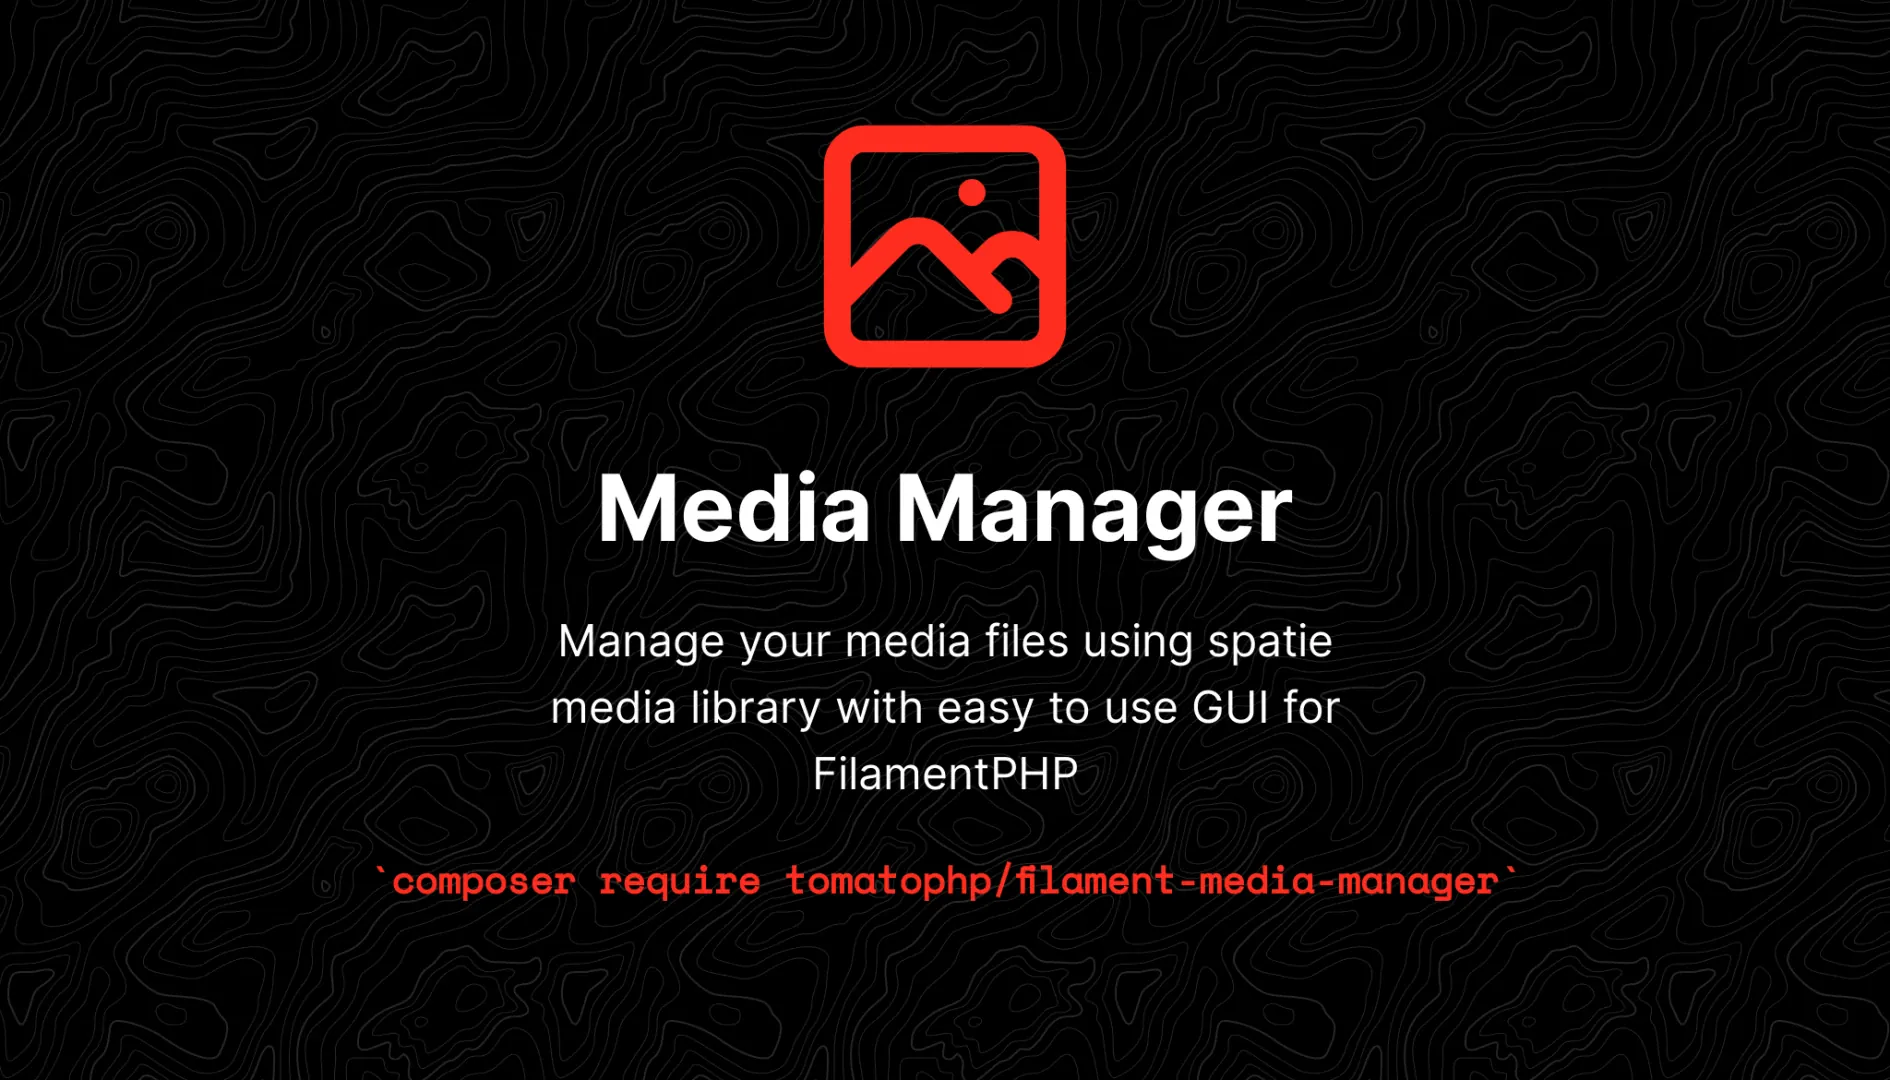 Media Manager
Manage your media files using spatie
media library with easy to use GUI for
FilamentPHP
`composer require tomatophp/filament-media-manager`